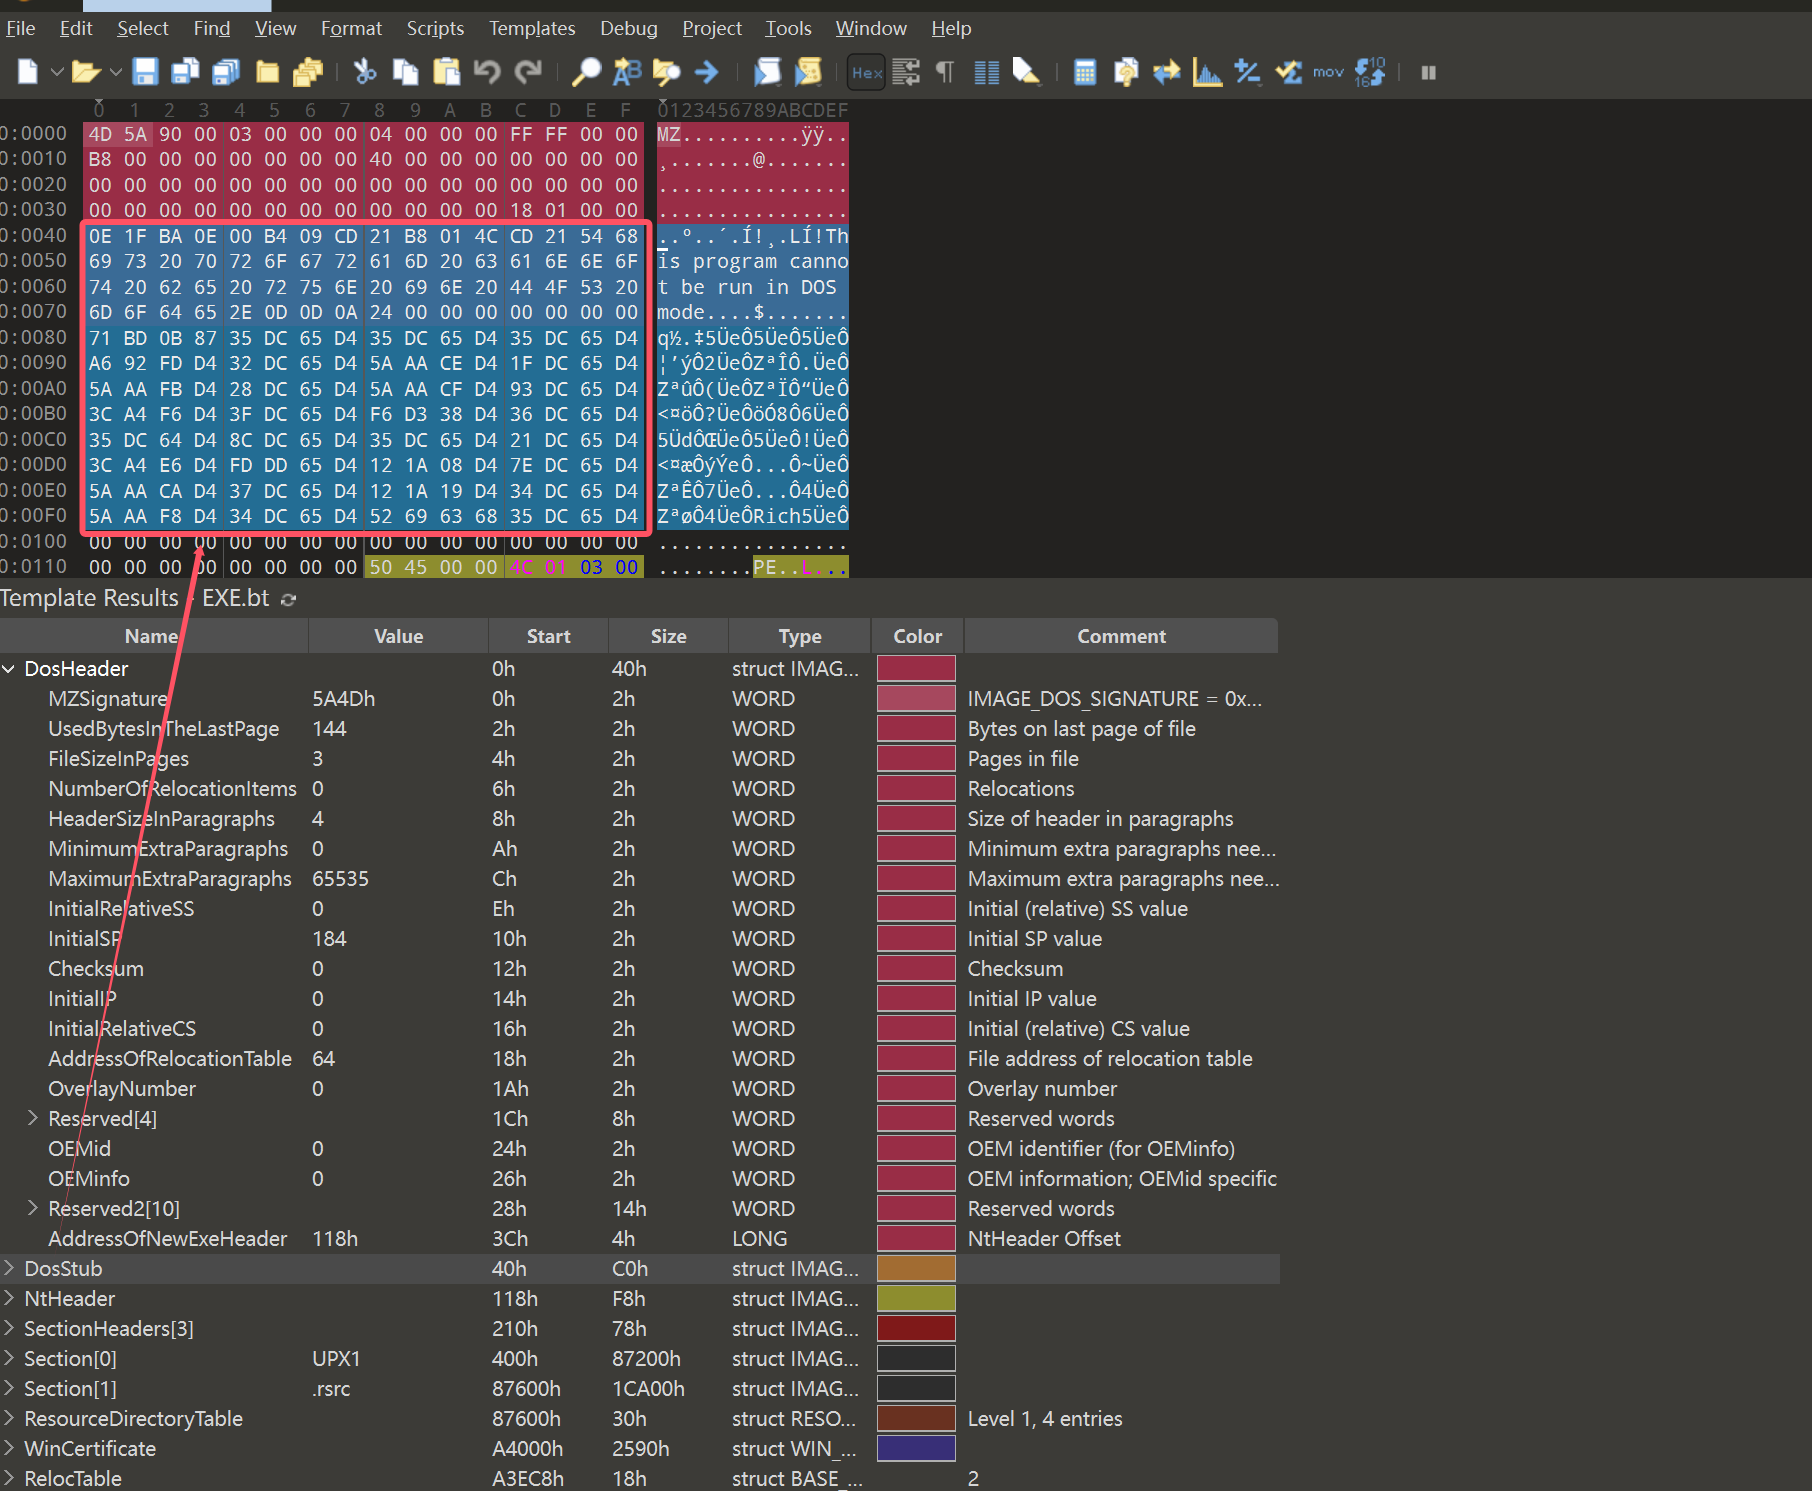 File Edit Select Find View Format Scripts Templates Debug Project Tools Window Help
Hex mov 10 16
0 1 2 3 4 5 6 7 8 9 A B C D E F 0123456789ABCDEF
0:0000 4D 5A 90 00 03 00 00 00 04 00 00 00 FF FF 00 00 MZ..........ÿÿ..
0:0010 B8 00 00 00 00 00 00 00 40 00 00 00 00 00 00 00 ¸.......@.......
0:0020 00 00 00 00 00 00 00 00 00 00 00 00 00 00 00 00 ................
0:0030 00 00 00 00 00 00 00 00 00 00 00 00 18 01 00 00 ................
0:0040 0E 1F BA 0E 00 B4 09 CD 21 B8 01 4C CD 21 54 68 ..º..´.Í!¸.LÍ!Th
0:0050 69 73 20 70 72 6F 67 72 61 6D 20 63 61 6E 6E 6F is program canno
0:0060 74 20 62 65 20 72 75 6E 20 69 6E 20 44 4F 53 20 t be run in DOS
0:0070 6D 6F 64 65 2E 0D 0D 0A 24 00 00 00 00 00 00 00 mode....$.......
0:0080 71 BD 0B 87 35 DC 65 D4 35 DC 65 D4 35 DC 65 D4 q½.‡5ÜeÔ5ÜeÔ5ÜeÔ
0:0090 A6 92 FD D4 32 DC 65 D4 5A AA CE D4 1F DC 65 D4 ¦’ýÔ2ÜeÔZªÎÔ.ÜeÔ
0:00A0 5A AA FB D4 28 DC 65 D4 5A AA CF D4 93 DC 65 D4 ZªûÔ(ÜeÔZªÏÔ“ÜeÔ
0:00B0 3C A4 F6 D4 3F DC 65 D4 F6 D3 38 D4 36 DC 65 D4 <¤öÔ?ÜeÔöÓ8Ô6ÜeÔ
0:00C0 35 DC 64 D4 8C DC 65 D4 35 DC 65 D4 21 DC 65 D4 5ÜdÔŒÜeÔ5ÜeÔ!ÜeÔ
0:00D0 3C A4 E6 D4 FD DD 65 D4 12 1A 08 D4 7E DC 65 D4 <¤æÔýÝeÔ...Ô~ÜeÔ
0:00E0 5A AA CA D4 37 DC 65 D4 12 1A 19 D4 34 DC 65 D4 ZªÊÔ7ÜeÔ...Ô4ÜeÔ
0:00F0 5A AA F8 D4 34 DC 65 D4 52 69 63 68 35 DC 65 D4 ZªøÔ4ÜeÔRich5ÜeÔ
0:0100 00 00 00 00 00 00 00 00 00 00 00 00 00 00 00 00 ................
0:0110 00 00 00 00 00 00 00 00 50 45 00 00 4C 01 03 00 ........PE..L...
Template Results - EXE.bt
Name Value Start Size Type Color Comment
DosHeader 0h 40h struct IMAG...
MZSignature 5A4Dh 0h 2h WORD IMAGE_DOS_SIGNATURE = 0x...
UsedBytesInTheLastPage 144 2h 2h WORD Bytes on last page of file
FileSizeInPages 3 4h 2h WORD Pages in file
NumberOfRelocationItems 0 6h 2h WORD Relocations
HeaderSizeInParagraphs 4 8h 2h WORD Size of header in paragraphs
MinimumExtraParagraphs 0 Ah 2h WORD Minimum extra paragraphs nee...
MaximumExtraParagraphs 65535 Ch 2h WORD Maximum extra paragraphs nee...
InitialRelativeSS 0 Eh 2h WORD Initial (relative) SS value
InitialSP 184 10h 2h WORD Initial SP value
Checksum 0 12h 2h WORD Checksum
InitialIP 0 14h 2h WORD Initial IP value
InitialRelativeCS 0 16h 2h WORD Initial (relative) CS value
AddressOfRelocationTable 64 18h 2h WORD File address of relocation table
OverlayNumber 0 1Ah 2h WORD Overlay number
Reserved[4] 1Ch 8h WORD Reserved words
OEMid 0 24h 2h WORD OEM identifier (for OEMinfo)
OEMinfo 0 26h 2h WORD OEM information; OEMid specific
Reserved2[10] 28h 14h WORD Reserved words
AddressOfNewExeHeader 118h 3Ch 4h LONG NtHeader Offset
DosStub 40h C0h struct IMAG...
NtHeader 118h F8h struct IMAG...
SectionHeaders[3] 210h 78h struct IMAG...
Section[0] UPX1 400h 87200h struct IMAG...
Section[1] .rsrc 87600h 1CA00h struct IMAG...
ResourceDirectoryTable 87600h 30h struct RESO... Level 1, 4 entries
WinCertificate A4000h 2590h struct WIN_...
RelocTable A3EC8h 18h struct BASE_... 2